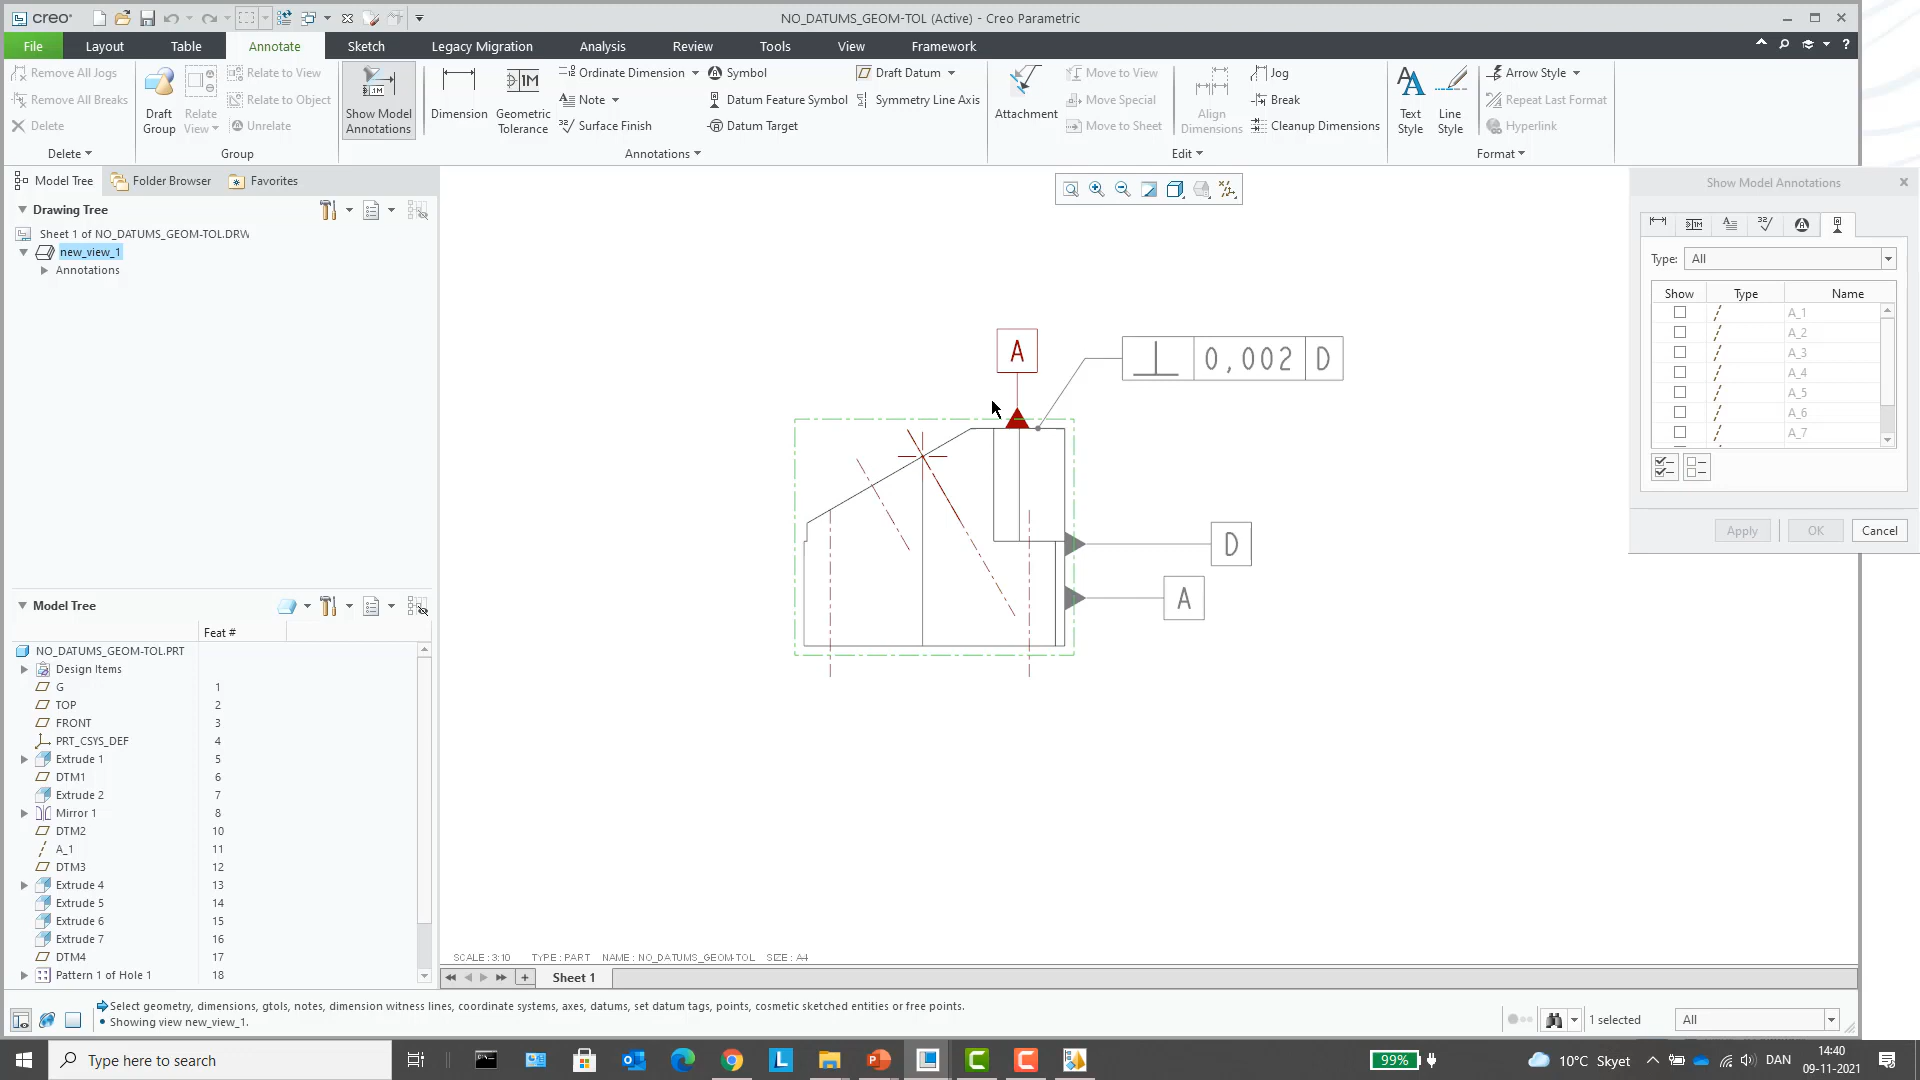 creo
NO_DATUMS_GEOM-TOL (Active) - Creo Parametric
File Layout Table Annotate Sketch Legacy Migration Analysis Review Tools View Framework
Remove All Jogs
Remove All Breaks
Delete
Delete
Draft Group
Relate View
Relate to View
Relate to Object
Unrelate
Group
Show Model Annotations
Dimension
Geometric Tolerance
Ordinate Dimension
Note
Surface Finish
Symbol
Datum Feature Symbol
Datum Target
Draft Datum
Symmetry Line Axis
Annotations
Attachment
Move to View
Move Special
Move to Sheet
Align Dimensions
Jog
Break
Cleanup Dimensions
Edit
Text Style
Line Style
Arrow Style
Repeat Last Format
Hyperlink
Format
Model Tree Folder Browser Favorites
Drawing Tree
Sheet 1 of NO_DATUMS_GEOM-TOL.DRW
new_view_1
Annotations
Model Tree
Feat #
NO_DATUMS_GEOM-TOL.PRT
Design Items
G 1
TOP 2
FRONT 3
PRT_CSYS_DEF 4
Extrude 1 5
DTM1 6
Extrude 2 7
Mirror 1 8
DTM2 10
A_1 11
DTM3 12
Extrude 4 13
Extrude 5 14
Extrude 6 15
Extrude 7 16
DTM4 17
Pattern 1 of Hole 1 18
A
⊥ 0,002 D
D
A
Show Model Annotations
Type: All
Show Type Name
A_1
A_2
A_3
A_4
A_5
A_6
A_7
Apply OK Cancel
SCALE : 3:10 TYPE : PART NAME : NO_DATUMS_GEOM-TOL SIZE : A4
Sheet 1
Select geometry, dimensions, gtols, notes, dimension witness lines, coordinate systems, axes, datums, set datum tags, points, cosmetic sketched entities or free points.
• Showing view new_view_1.
1 selected
All
Type here to search
99%
10°C Skyet
DAN
14:40
09-11-2021